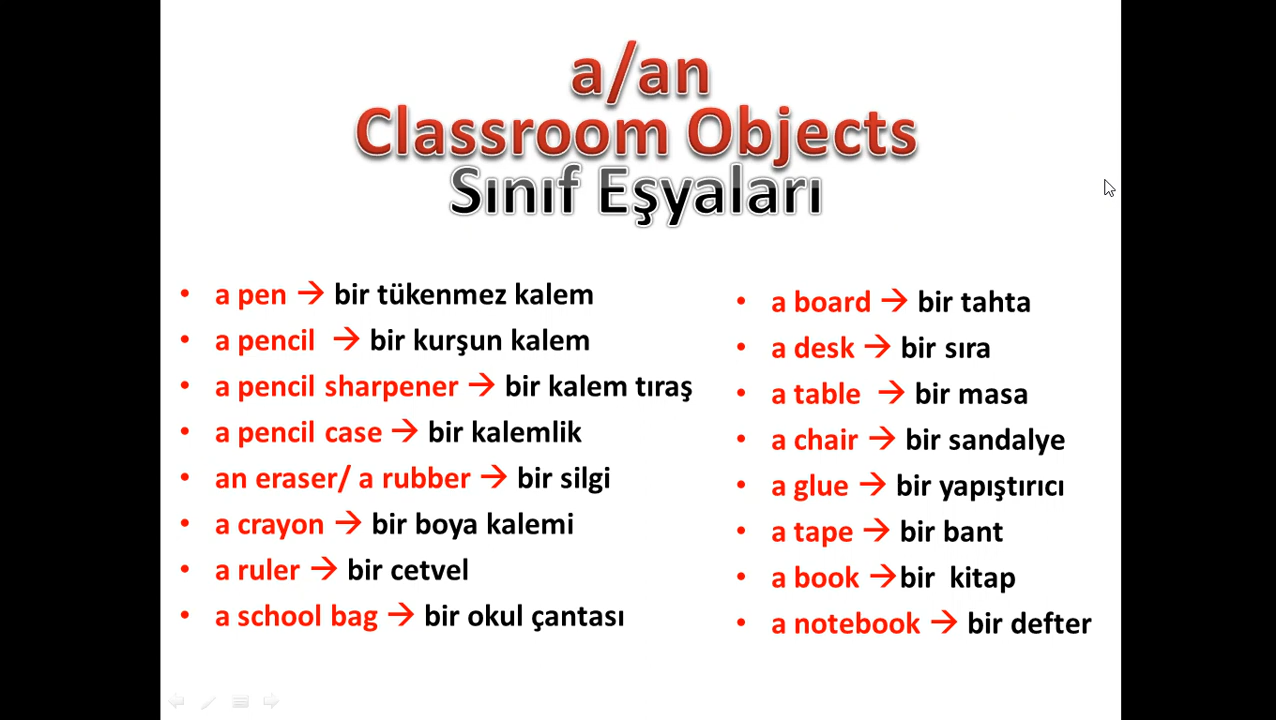 a/an
Classroom Objects
Sınıf Eşyaları
• a pen → bir tükenmez kalem
• a pencil → bir kurşun kalem
• a pencil sharpener → bir kalem tıraş
• a pencil case → bir kalemlik
• an eraser/ a rubber → bir silgi
• a crayon → bir boya kalemi
• a ruler → bir cetvel
• a school bag → bir okul çantası
• a board → bir tahta
• a desk → bir sıra
• a table → bir masa
• a chair → bir sandalye
• a glue → bir yapıştırıcı
• a tape → bir bant
• a book →bir kitap
• a notebook → bir defter